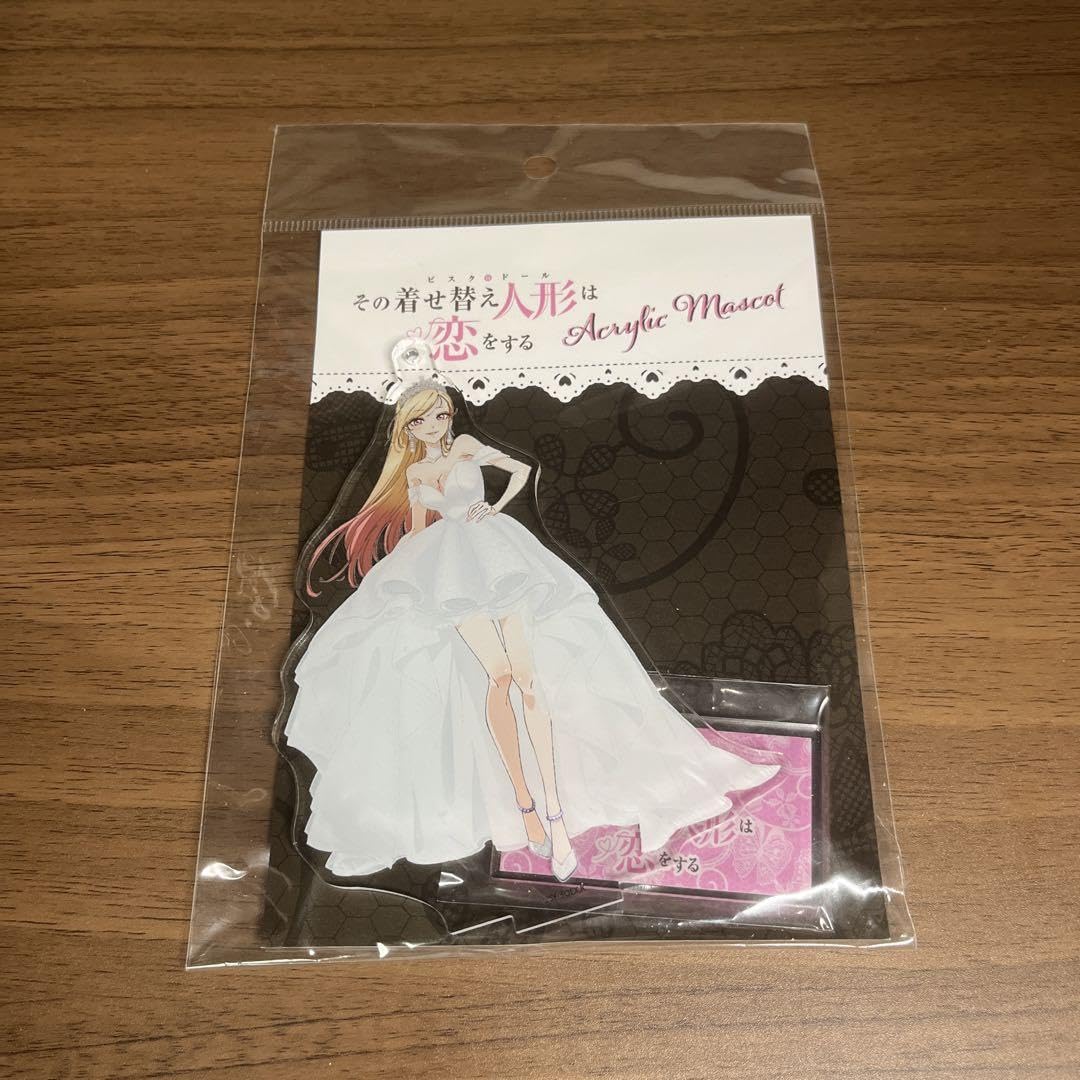 ビスク・ドール
その着せ替え人形は
恋をする
Acrylic Mascot
形は
恋をする